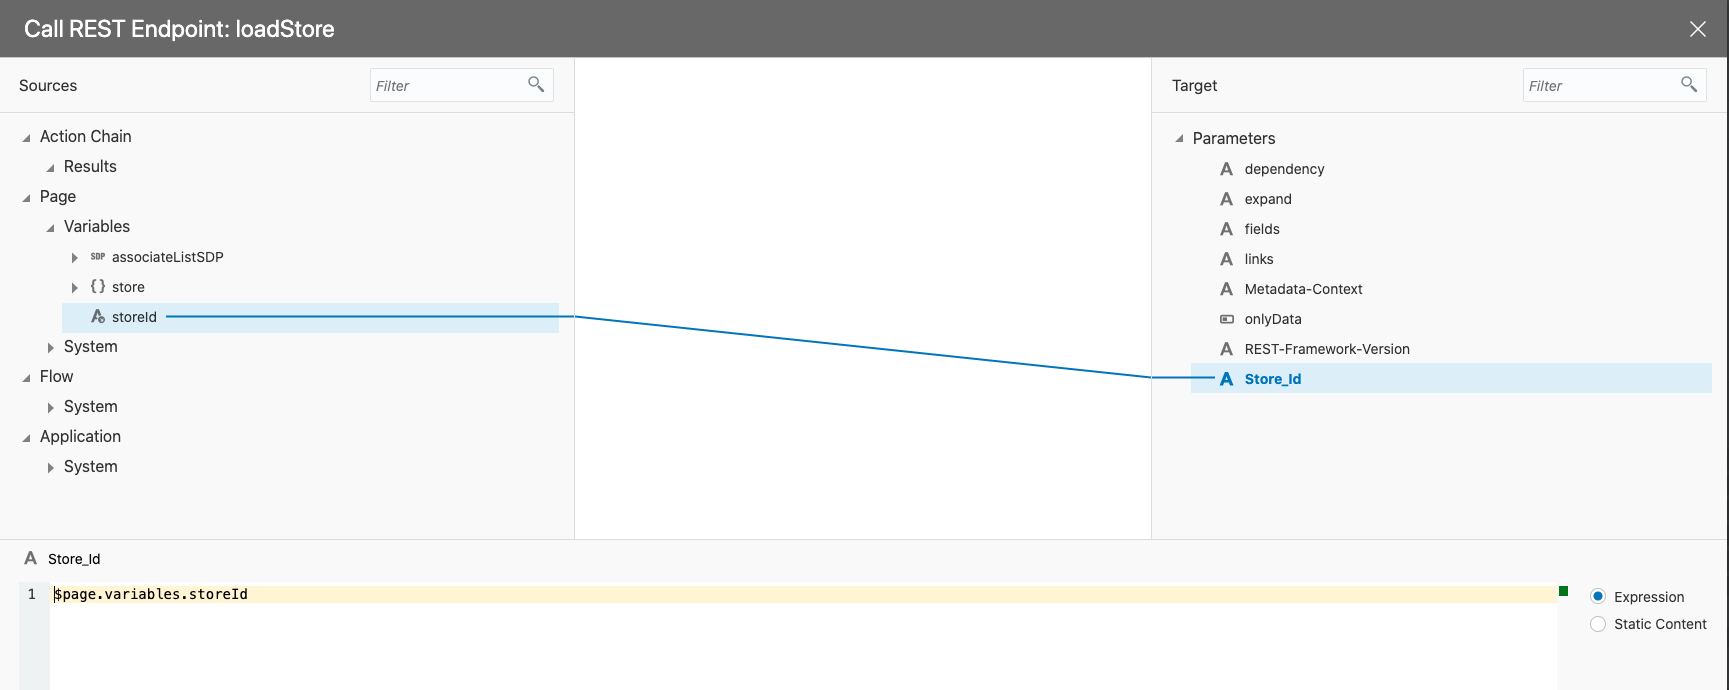 Call REST Endpoint: loadStore
Sources
Filter
Action Chain
Results
Page
Variables
SDP associateListSDP
{} store
storeId
System
Flow
System
Application
System
Target
Filter
Parameters
A dependency
A expand
A fields
A links
A Metadata-Context
onlyData
A REST-Framework-Version
A Store_Id
A Store_Id
1 $page.variables.storeId
Expression
Static Content